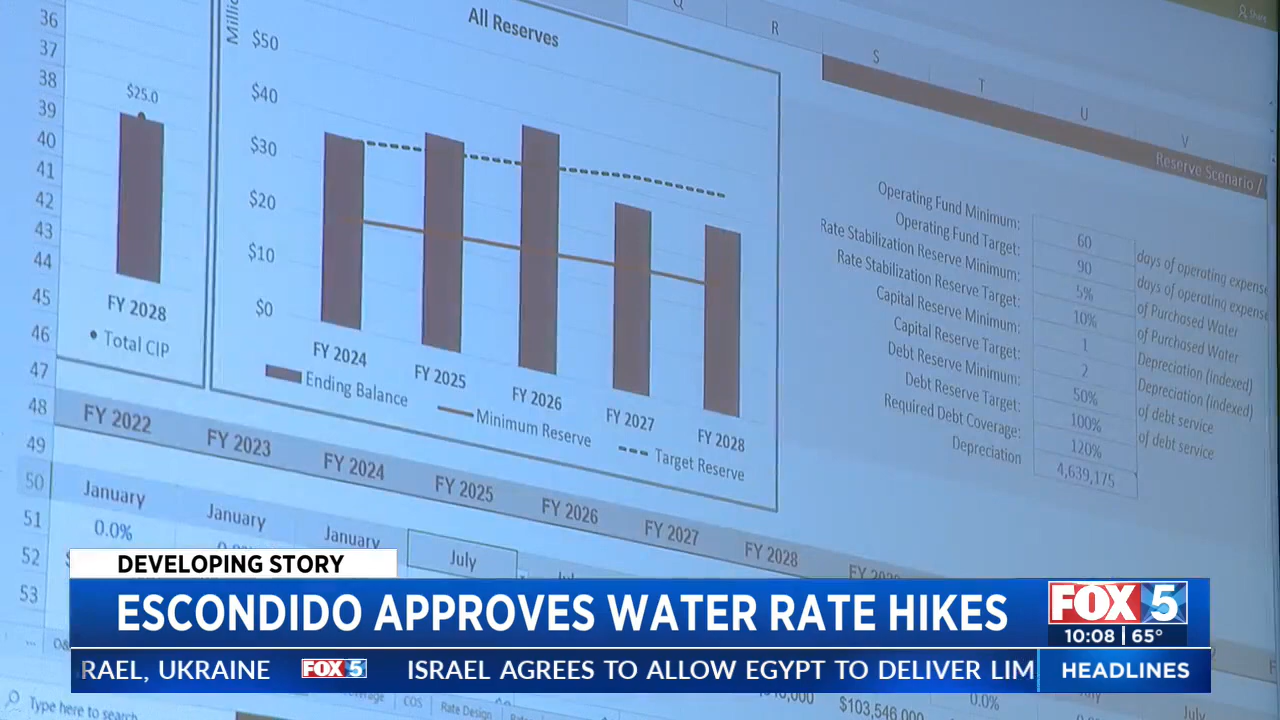 Share
36
37
38
39
40
41
42
43
44
45
46
47
48
49
50
51
52
53
$25.0
FY 2028
Total CIP
All Reserves
$50
$40
$30
$20
$10
$0
FY 2024
FY 2025
FY 2026
FY 2027
FY 2028
Ending Balance
Minimum Reserve
Target Reserve
Q R S T U V
Reserve Scenario /
Operating Fund Minimum: 60 days of operating expense
Operating Fund Target: 90 days of operating expense
Rate Stabilization Reserve Minimum: 5% of Purchased Water
Rate Stabilization Reserve Target: 10% of Purchased Water
Capital Reserve Minimum: 1 Depreciation (indexed)
Capital Reserve Target: 2 Depreciation (indexed)
Debt Reserve Minimum: 50% of debt service
Debt Reserve Target: 100% of debt service
Required Debt Coverage: 120%
Depreciation 4,639,175
FY 2022 FY 2023 FY 2024 FY 2025 FY 2026 FY 2027 FY 2028
January January January July
0.0%
DEVELOPING STORY
ESCONDIDO APPROVES WATER RATE HIKES
FOX 5
10:08 | 65°
RAEL, UKRAINE FOX 5 ISRAEL AGREES TO ALLOW EGYPT TO DELIVER LIM
HEADLINES
COS Rate Design
$103,546,000 0.0% July
Type here to search